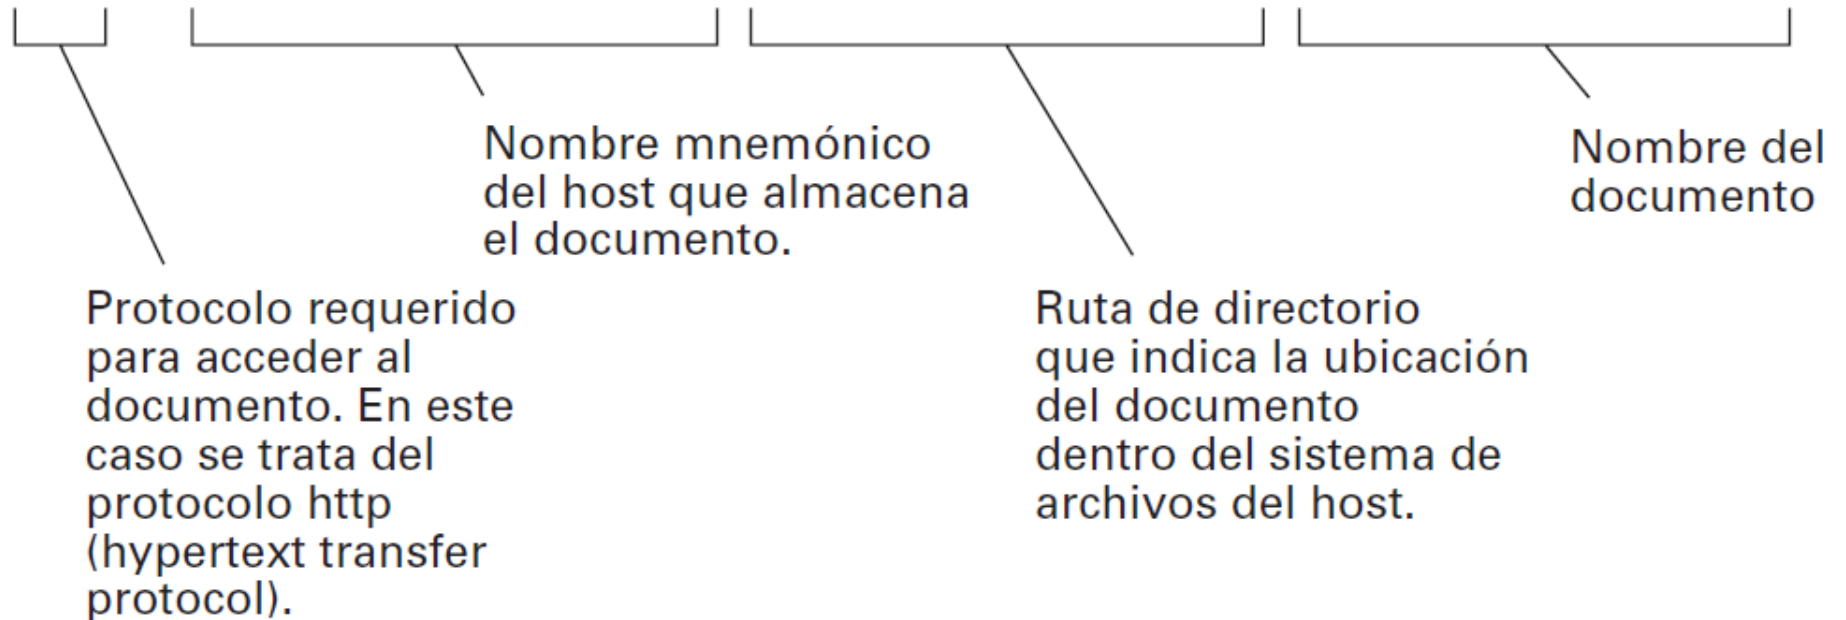 Nombre mnemónico
del host que almacena
el documento.
Nombre del
documento
Protocolo requerido
para acceder al
documento. En este
caso se trata del
protocolo http
(hypertext transfer
protocol).
Ruta de directorio
que indica la ubicación
del documento
dentro del sistema de
archivos del host.